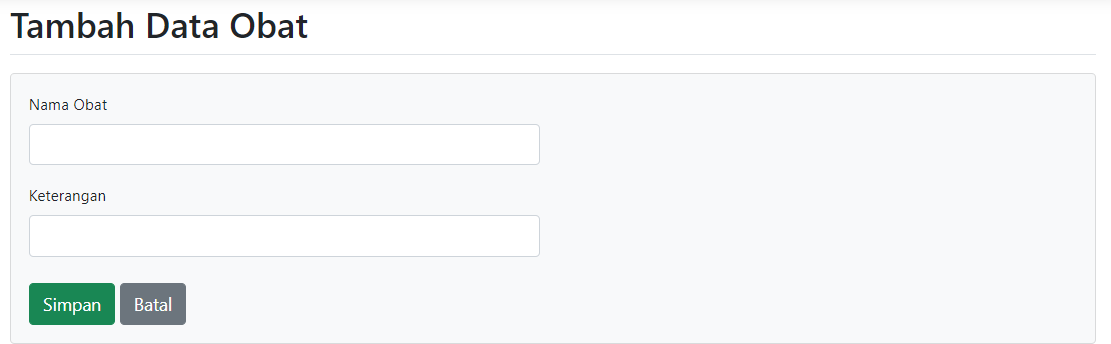 Tambah Data Obat
Nama Obat
Keterangan
Simpan Batal